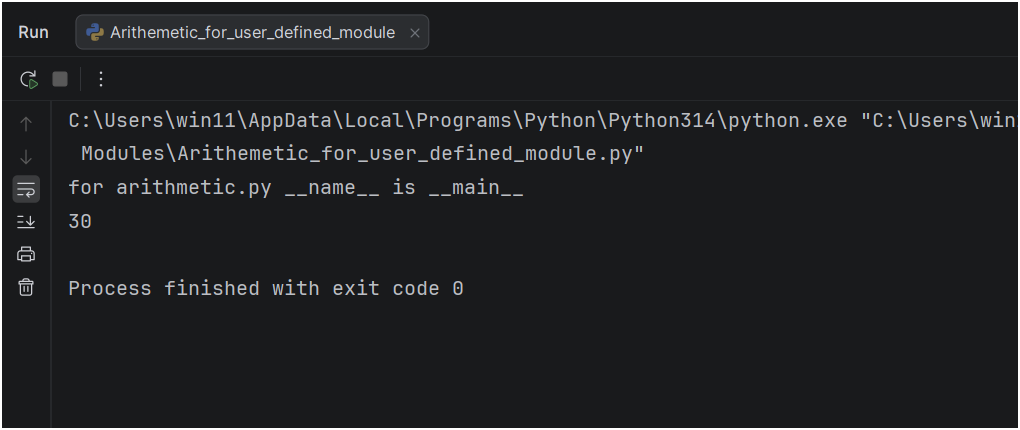 Run Arithemetic_for_user_defined_module
C:\Users\win11\AppData\Local\Programs\Python\Python314\python.exe "C:\Users\win
Modules\Arithemetic_for_user_defined_module.py"
for arithmetic.py __name__ is __main__
30
Process finished with exit code 0